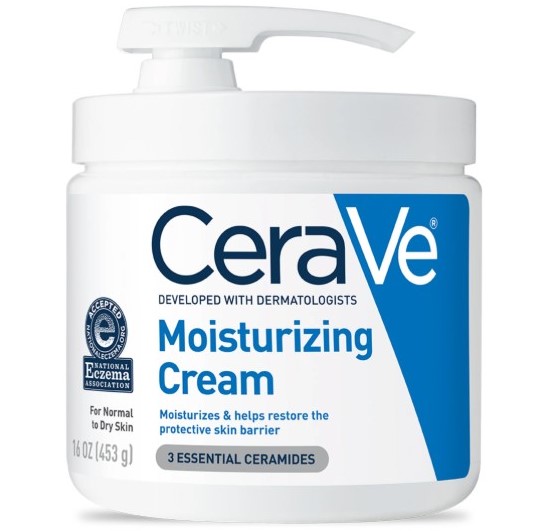 TWIST
CeraVe®
DEVELOPED WITH DERMATOLOGISTS
Moisturizing
Cream
Moisturizes & helps restore the
protective skin barrier
3 ESSENTIAL CERAMIDES
ACCEPTED
NATIONALECZEMA.ORG
e
NATIONAL
Eczema
ASSOCIATION
For Normal
to Dry Skin
16 OZ (453 g)